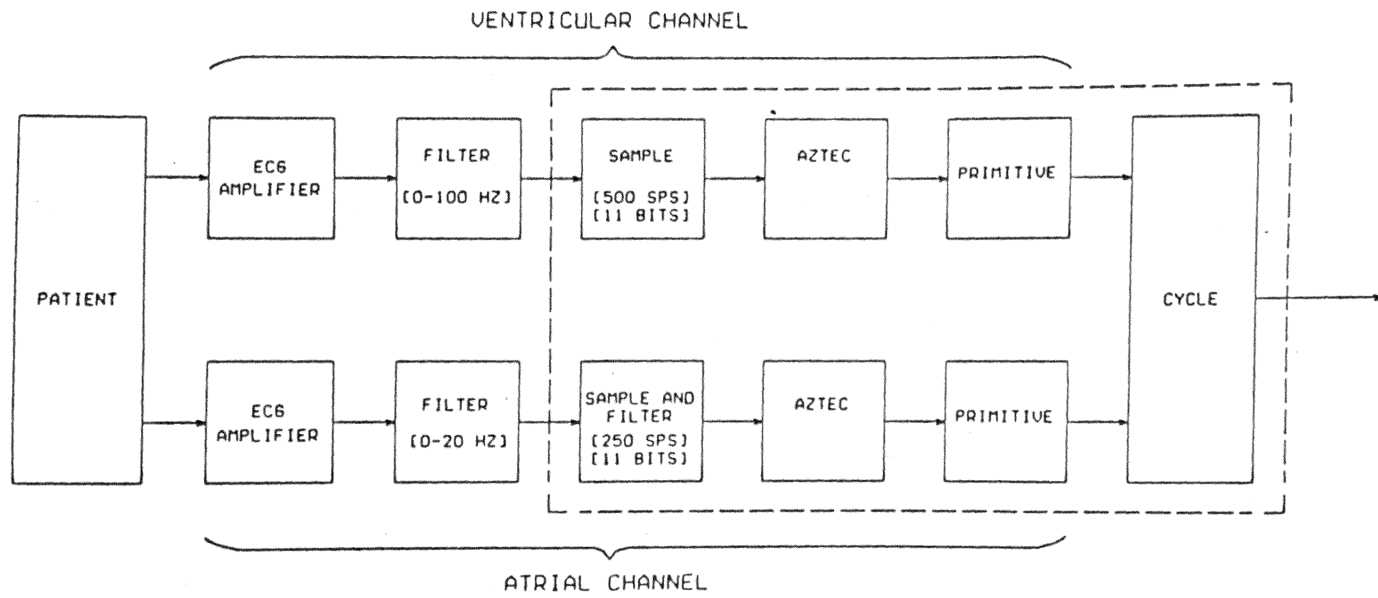 VENTRICULAR CHANNEL
PATIENT
ECG
AMPLIFIER
FILTER
[0-100 HZ]
SAMPLE
[500 SPS]
[11 BITS]
AZTEC
PRIMITIVE
CYCLE
ECG
AMPLIFIER
FILTER
[0-20 HZ]
SAMPLE AND
FILTER
[250 SPS]
[11 BITS]
AZTEC
PRIMITIVE
ATRIAL CHANNEL